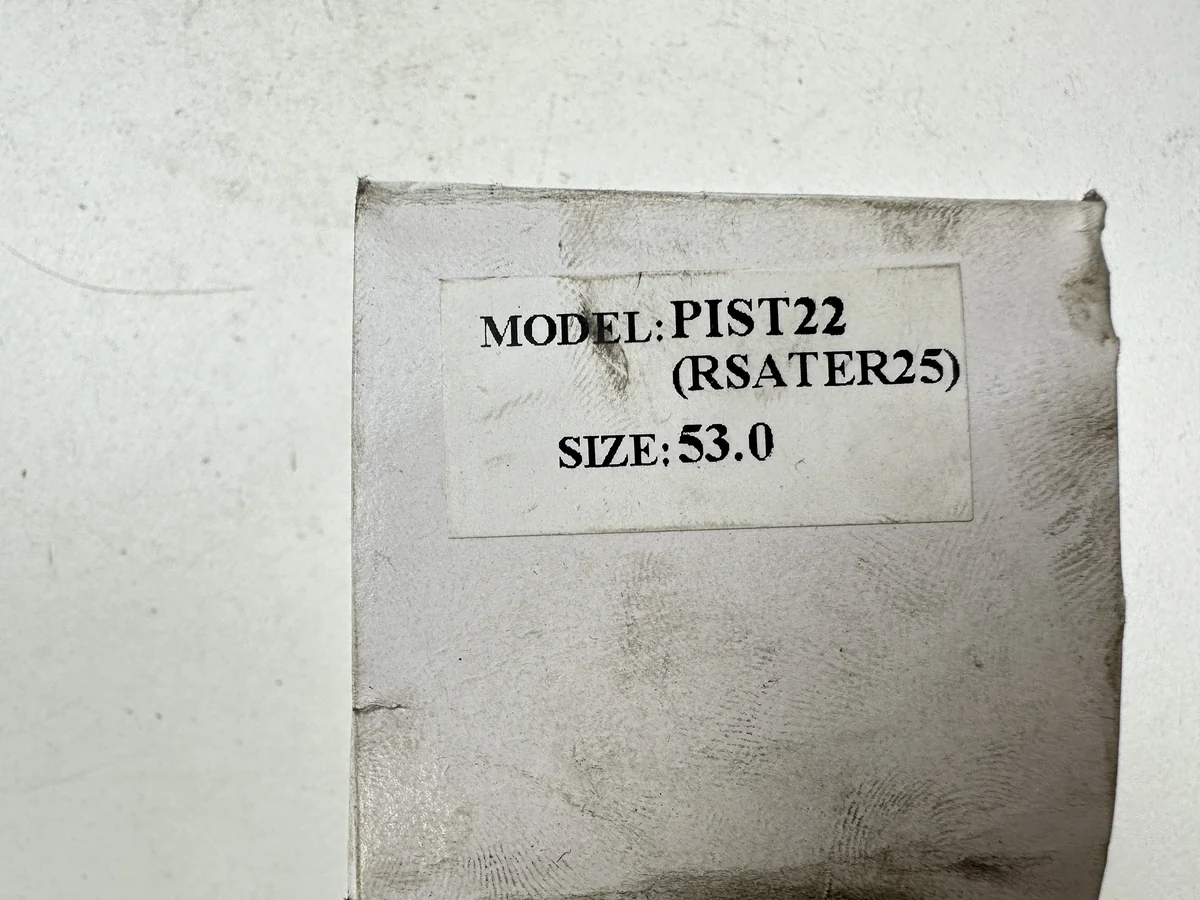 MODEL: PIST22
(RSATER25)
SIZE: 53.0